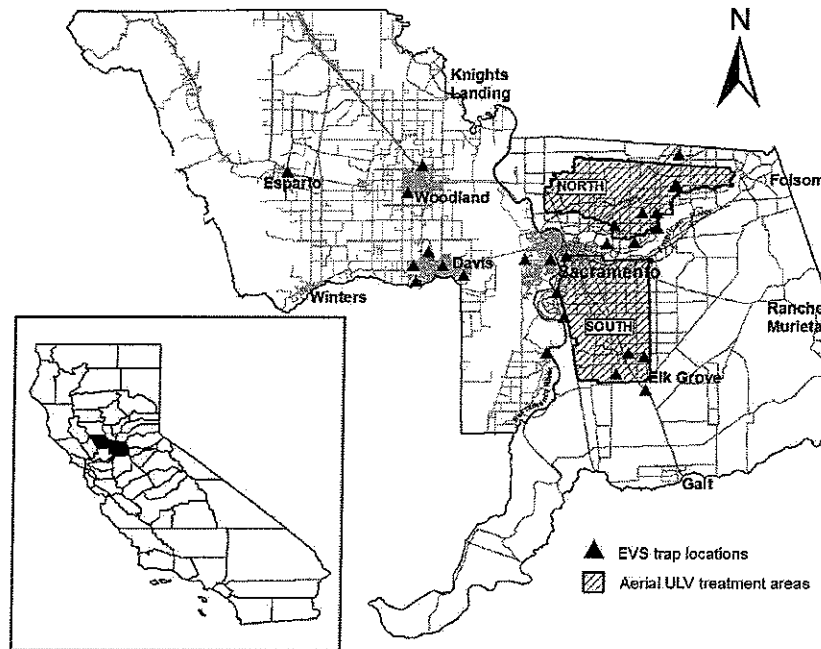 N
Knights
Landing
Esparto
Woodland
NORTH
Folsom
Davis
Sacramento
Winters
Rancho
Murieta
SOUTH
Elk Grove
Galt
EVS trap locations
Aerial ULV treatment areas